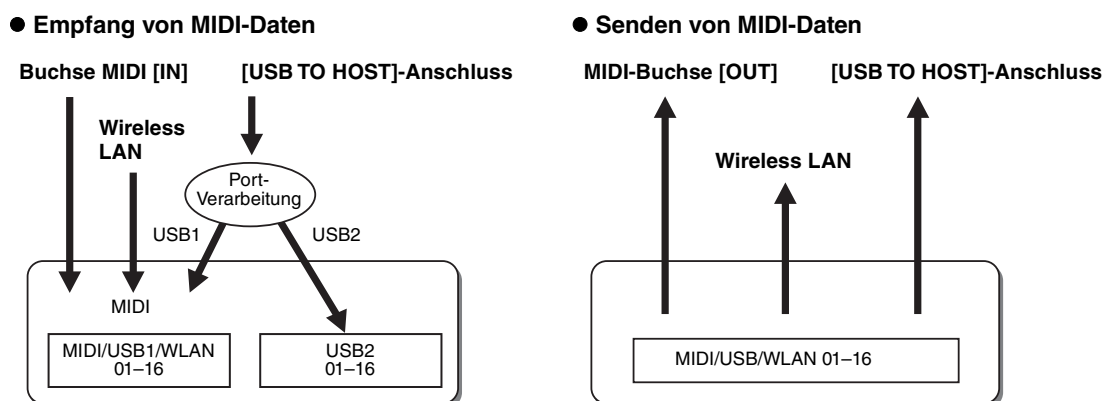 ● Empfang von MIDI-Daten
Buchse MIDI [IN]
[USB TO HOST]-Anschluss
Wireless
LAN
Port-
Verarbeitung
USB1
USB2
MIDI
MIDI/USB1/WLAN
01–16
USB2
01–16
● Senden von MIDI-Daten
MIDI-Buchse [OUT]
[USB TO HOST]-Anschluss
Wireless LAN
MIDI/USB/WLAN 01–16